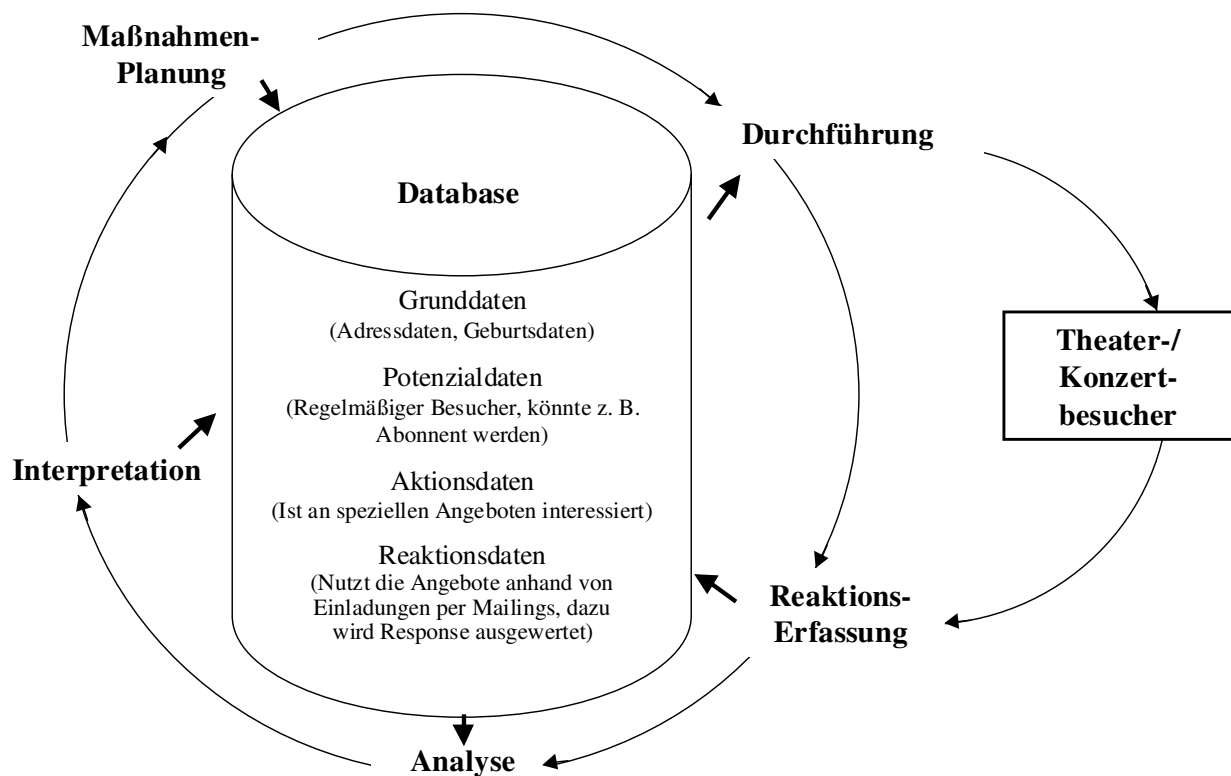 Maßnahmen-
Planung
Durchführung
Database
Grunddaten
(Adressdaten, Geburtsdaten)
Potenzialdaten
(Regelmäßiger Besucher, könnte z. B.
Abonnent werden)
Aktionsdaten
(Ist an speziellen Angeboten interessiert)
Reaktionsdaten
(Nutzt die Angebote anhand von
Einladungen per Mailings, dazu
wird Response ausgewertet)
Theater-/
Konzert-
besucher
Interpretation
Reaktions-
Erfassung
Analyse